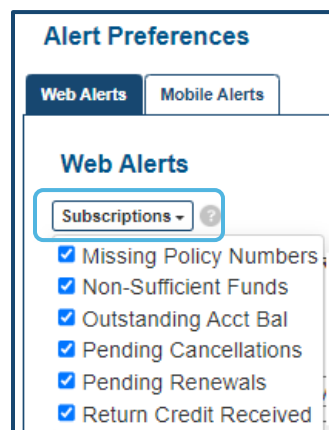 Alert Preferences
Web Alerts Mobile Alerts
Web Alerts
Subscriptions ?
Missing Policy Numbers
Non-Sufficient Funds
Outstanding Acct Bal
Pending Cancellations
Pending Renewals
Return Credit Received